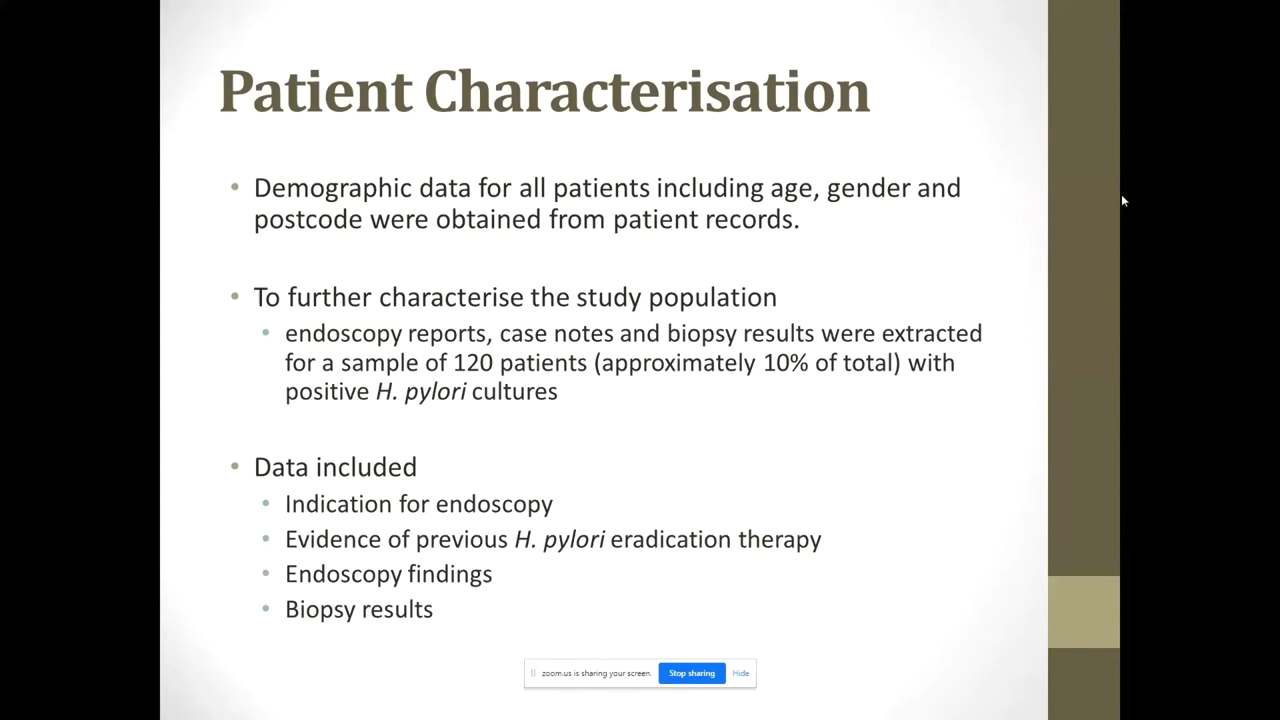 Patient Characterisation
• Demographic data for all patients including age, gender and
postcode were obtained from patient records.
• To further characterise the study population
• endoscopy reports, case notes and biopsy results were extracted
for a sample of 120 patients (approximately 10% of total) with
positive H. pylori cultures
• Data included
• Indication for endoscopy
• Evidence of previous H. pylori eradication therapy
• Endoscopy findings
• Biopsy results
zoom.us is sharing your screen. Stop sharing Hide